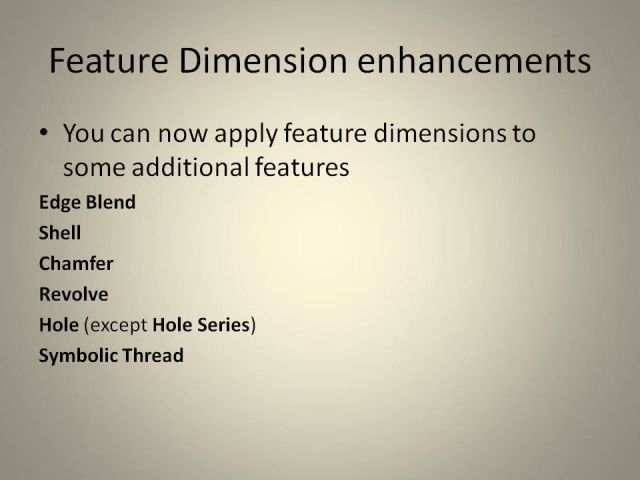 Feature Dimension enhancements
• You can now apply feature dimensions to
some additional features
Edge Blend
Shell
Chamfer
Revolve
Hole (except Hole Series)
Symbolic Thread